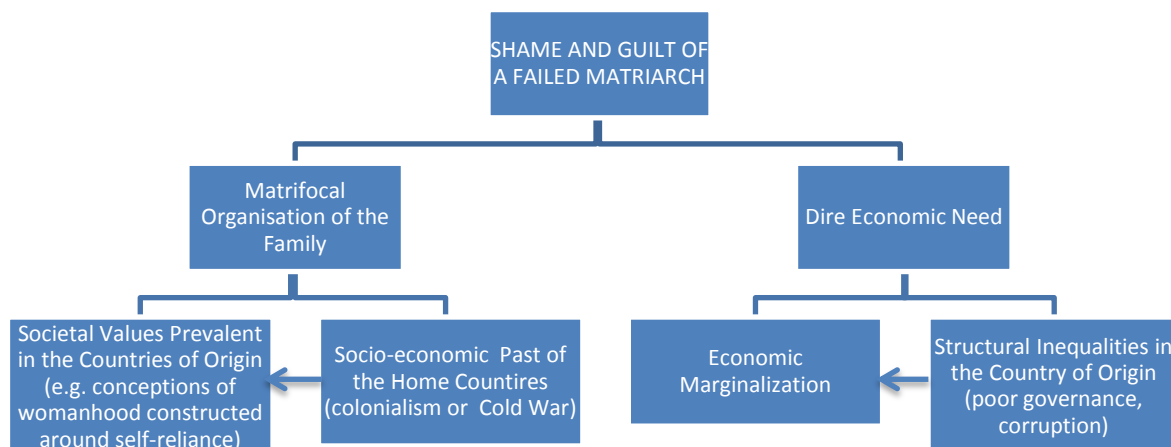 SHAME AND GUILT OF
A FAILED MATRIARCH
Matrifocal
Organisation of the
Family
Dire Economic Need
Societal Values Prevalent
in the Countries of Origin
(e.g. conceptions of
womanhood constructed
around self-reliance)
Socio-economic Past of
the Home Countires
(colonialism or Cold War)
Economic
Marginalization
Structural Inequalities in
the Country of Origin
(poor governance,
corruption)